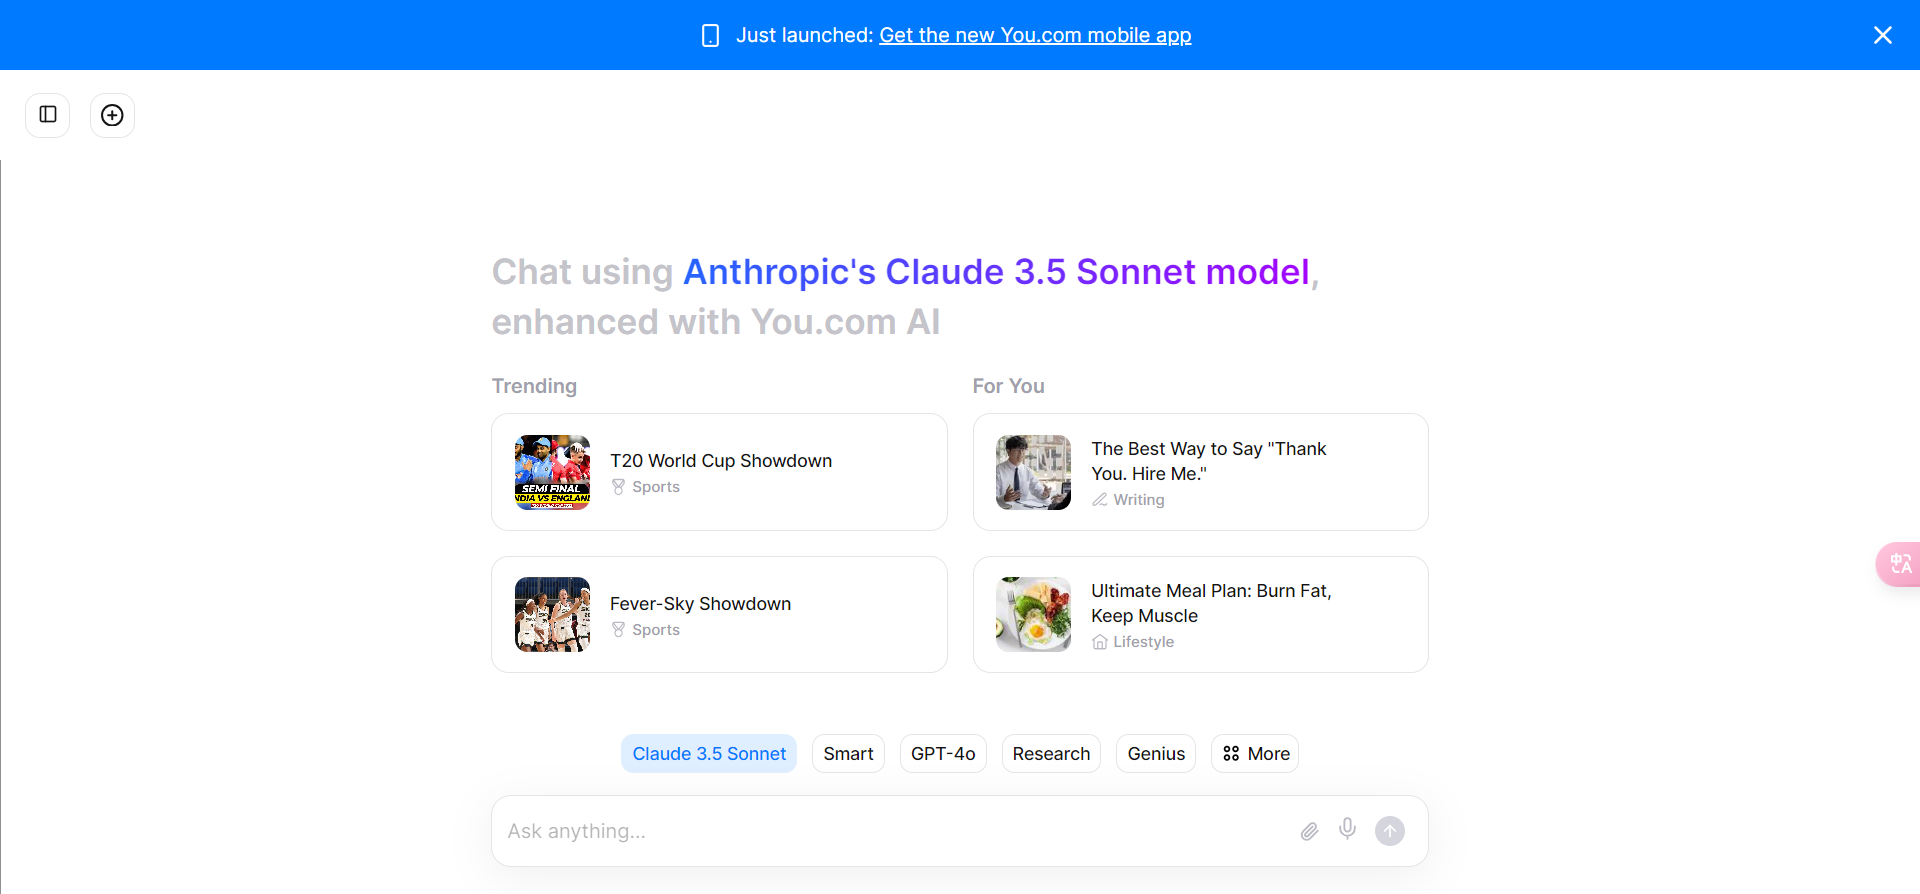 Just launched: Get the new You.com mobile app
Chat using Anthropic's Claude 3.5 Sonnet model,
enhanced with You.com AI
Trending
For You
SEMI FINAL
T20 World Cup Showdown
Sports
The Best Way to Say "Thank
You. Hire Me."
Writing
Fever-Sky Showdown
Sports
Ultimate Meal Plan: Burn Fat,
Keep Muscle
Lifestyle
中
A
Claude 3.5 Sonnet
Smart
GPT-4o
Research
Genius
More
Ask anything...